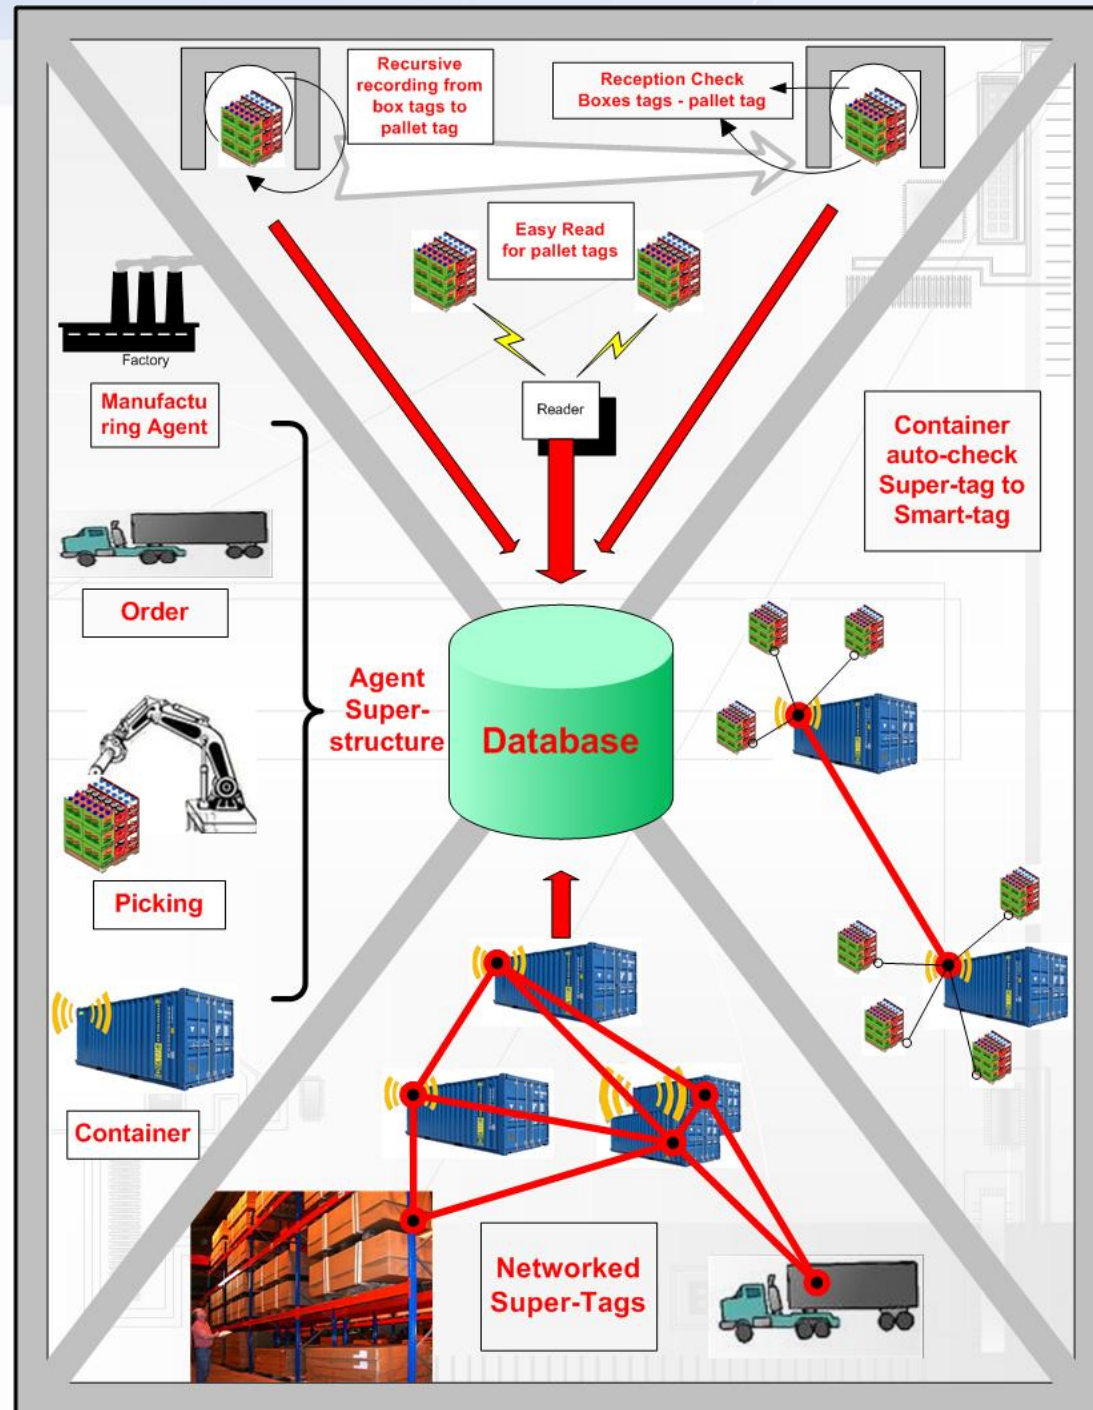 Recursive
recording from
box tags to
pallet tag
Reception Check
Boxes tags - pallet tag
Easy Read
for pallet tags
Factory
Manufactu
ring Agent
Reader
Container
auto-check
Super-tag to
Smart-tag
Order
Agent
Super-
structure
Database
Picking
Container
Networked
Super-Tags